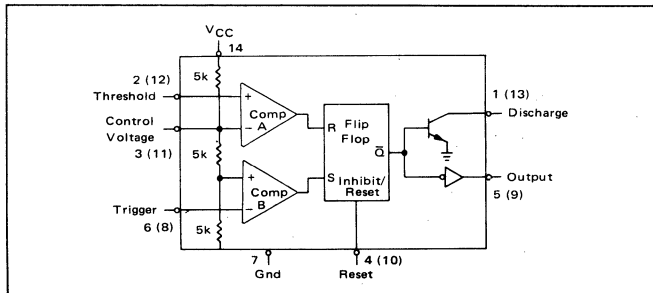 VCC
14
5k
2 (12)
Threshold
+
Comp
A
1 (13)
Discharge
Control
Voltage
−
R
Flip
Flop
3 (11)
5k
Q̅
+
Comp
B
S
Inhibit/
Reset
Output
5 (9)
Trigger
−
6 (8)
5k
7
Gnd
4 (10)
Reset